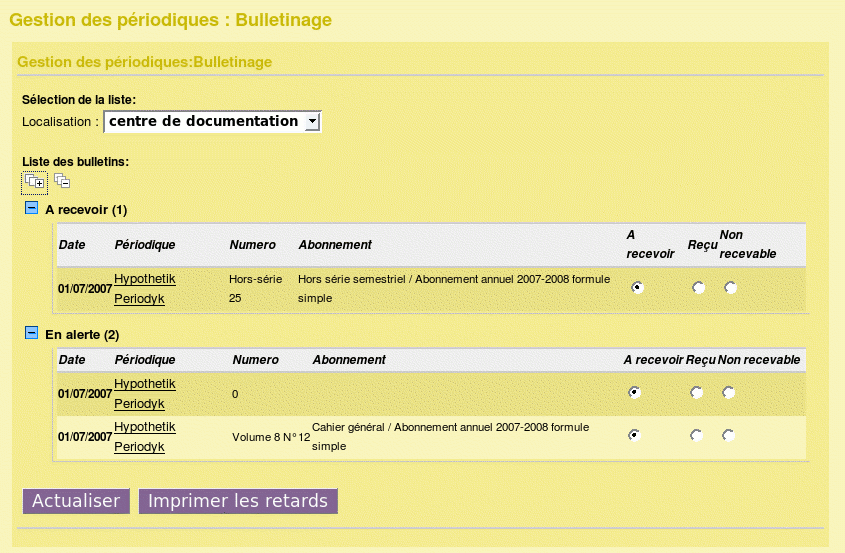 Gestion des périodiques : Bulletinage
Gestion des périodiques:Bulletinage
Sélection de la liste:
Localisation : centre de documentation
Liste des bulletins:
A recevoir (1)
Date Périodique Numero Abonnement A recevoir Reçu Non recevable
01/07/2007 Hypothetik Periodyk Hors-série 25 Hors série semestriel / Abonnement annuel 2007-2008 formule simple
En alerte (2)
Date Périodique Numero Abonnement A recevoir Reçu Non recevable
01/07/2007 Hypothetik Periodyk 0
01/07/2007 Hypothetik Periodyk Volume 8 N°12 Cahier général / Abonnement annuel 2007-2008 formule simple
Actualiser Imprimer les retards